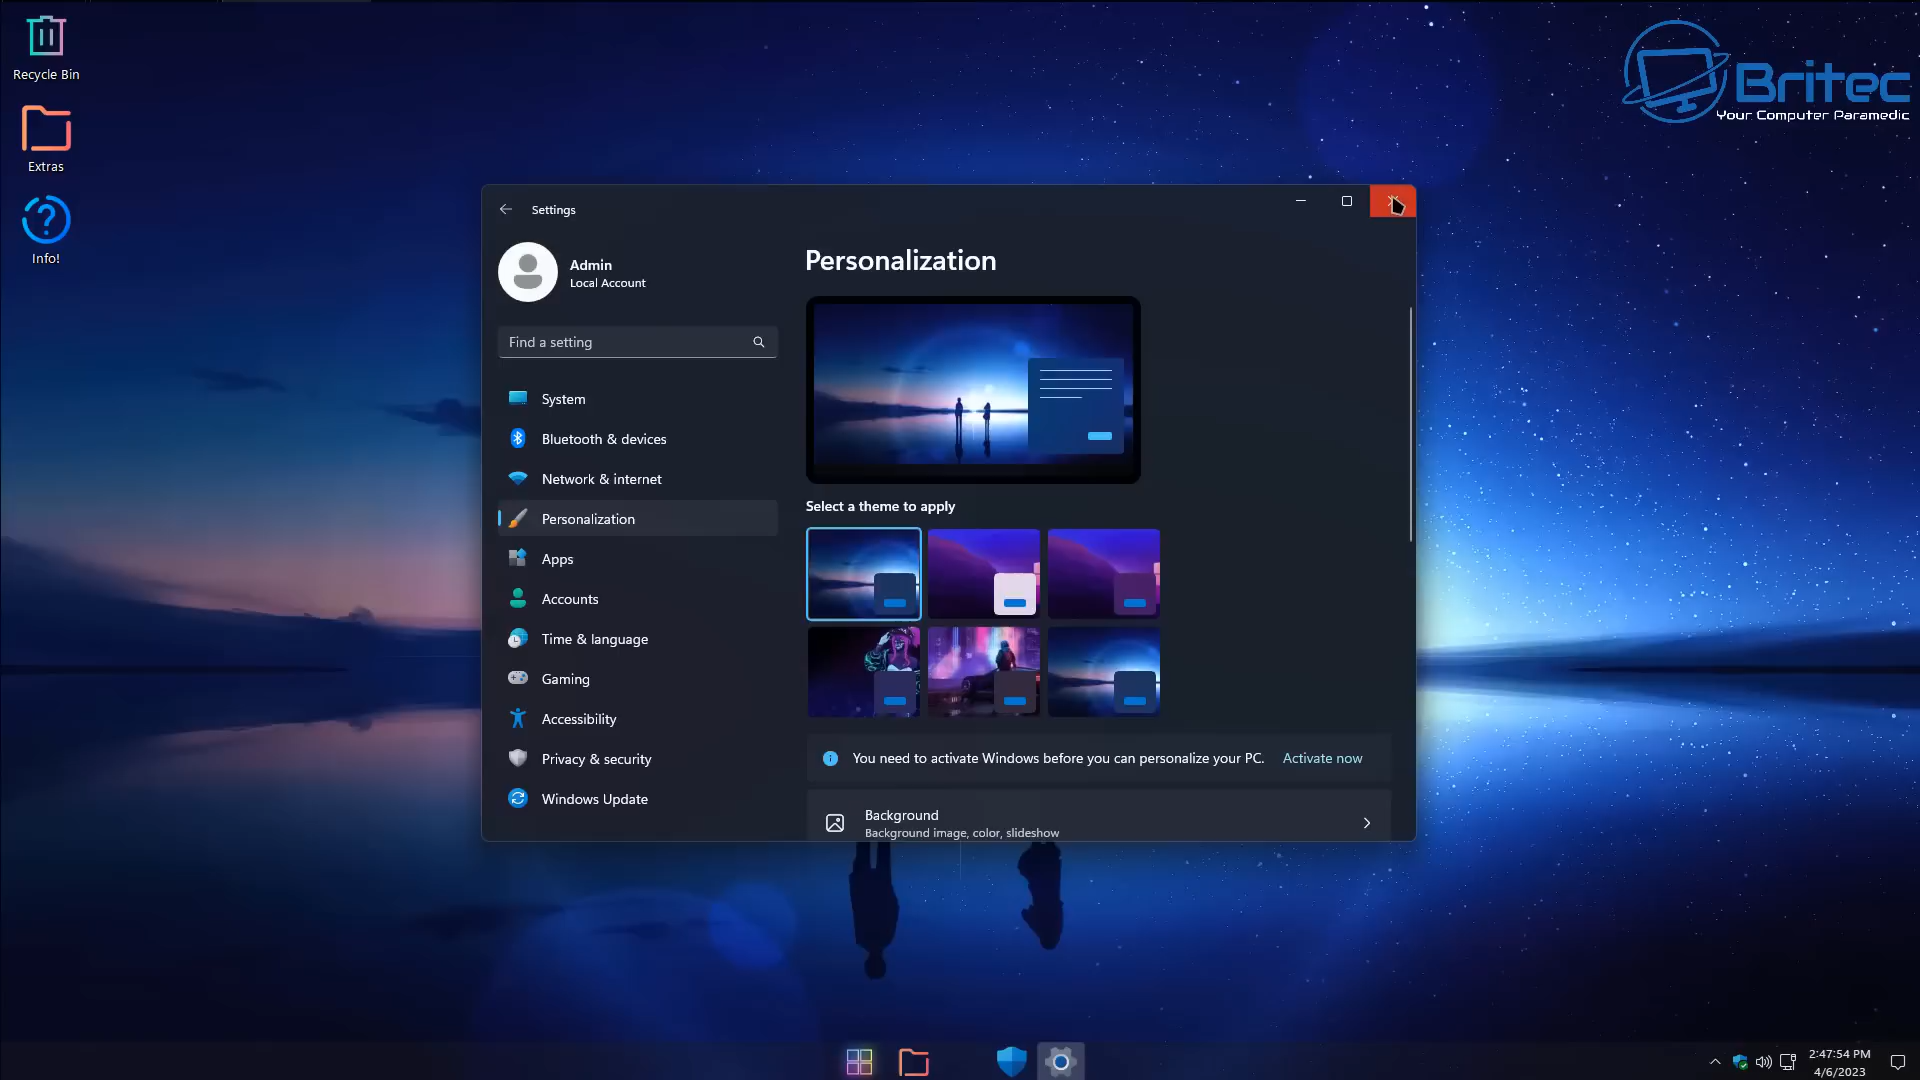 Recycle Bin
Extras
Info!
Britec
Your Computer Paramedic
Settings
Admin
Local Account
Find a setting
System
Bluetooth & devices
Network & internet
Personalization
Apps
Accounts
Time & language
Gaming
Accessibility
Privacy & security
Windows Update
Personalization
Select a theme to apply
You need to activate Windows before you can personalize your PC. Activate now
Background
Background image, color, slideshow
2:47:54 PM
4/6/2023